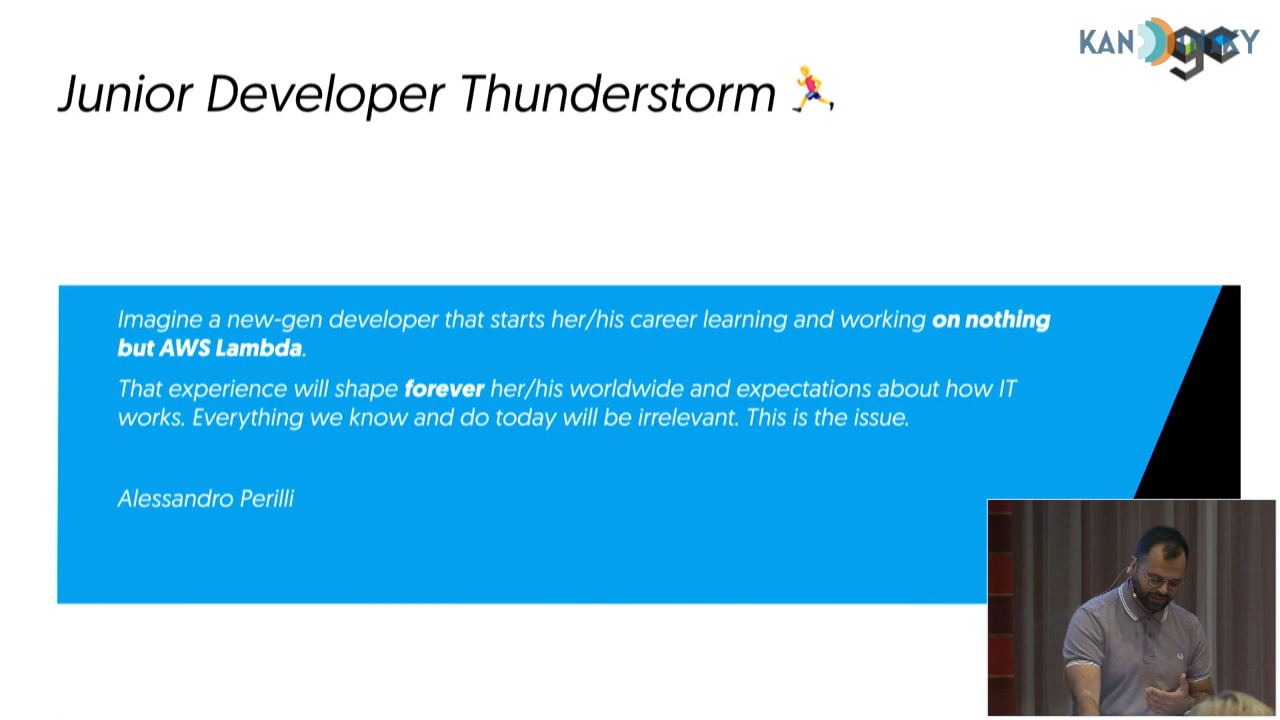 KAN
KY
Junior Developer Thunderstorm
Imagine a new-gen developer that starts her/his career learning and working on nothing
but AWS Lambda.
That experience will shape forever her/his worldwide and expectations about how IT
works. Everything we know and do today will be irrelevant. This is the issue.
Alessandro Perilli